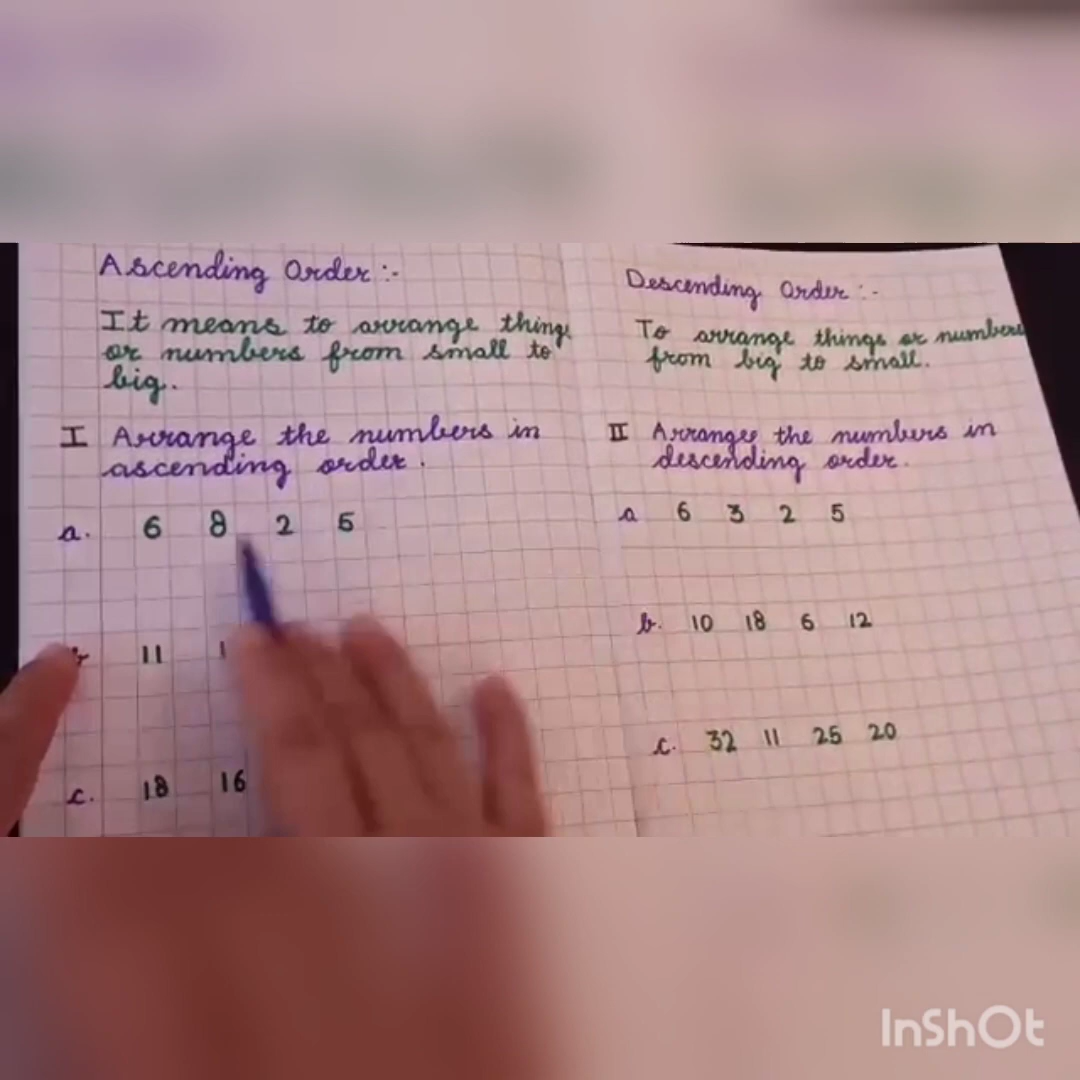 Ascending Order :-
It means to arrange things
or numbers from small to
big.
I Arrange the numbers in
ascending order.
a. 6 8 2 5
11
c. 18 16
Descending Order :-
To arrange things or numbers
from big to small.
II Arranges the numbers in
descending order.
a 6 3 2 5
b. 10 18 6 12
c. 32 11 25 20
InShOt